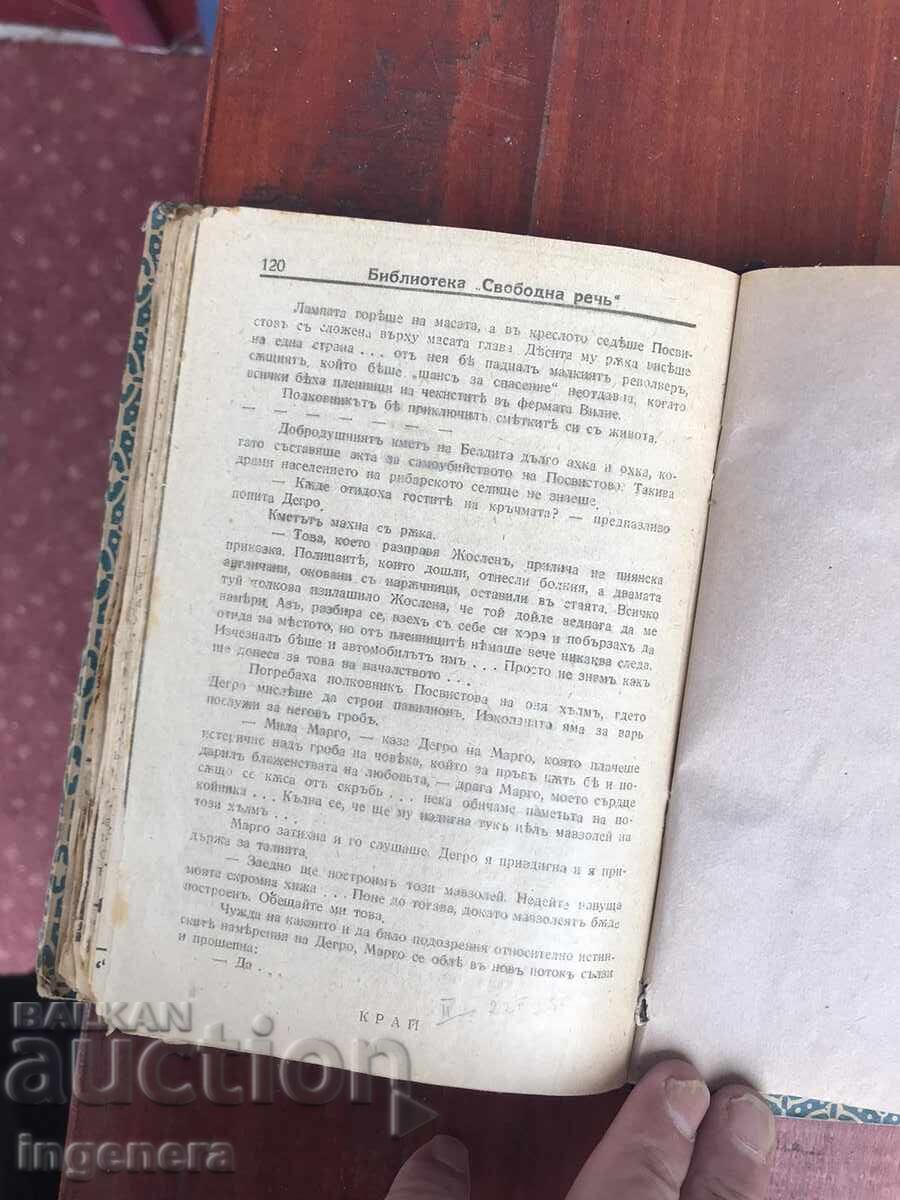 120 Библиотека „Свободна речь“
Лампата горѣше на масата, а въ креслото седѣше Посви-
стовъ съ сложена върху масата глава. Дѣсната му рѫка висѣше
на една страна . . . отъ нея бѣ падналъ малкиятъ револверъ,
сѫщиятъ, който бѣше „шансъ за спасение“ неотдавна, когато
всички бѣха пленници на чекиститѣ въ фермата Вилие.
Полковникътъ бѣ приключилъ смѣткитѣ си съ живота.
— — — — — — —
Добродушниятъ кметъ на Белдита дълго ахка и охка, ко-
гато съставяше акта за самоубийството на Посвистовъ. Такива
драми населението на рибарското селище не знаеше.
— Кѫде отидоха гоститѣ на кръчмата? — предпазливо
попита Дегро.
Кметътъ махна съ рѫка.
— Това, което разправя Жосленъ, прилича на пиянска
приказка. Полицаитѣ, които дошли, отнесли болния, а двамата
англичани, оковани съ нарѫчници, оставили въ стаята. Всичко
туй толкова изплашило Жослена, че той дойде веднага да ме
намѣри. Азъ, разбира се, взехъ съ себе си хора и побързахъ да
отида на мѣстото, но отъ пленницитѣ нѣмаше вече никаква следа.
Изчезналъ бѣше и автомобилътъ имъ . . . Просто не знамъ какъ
ше донеса за това на началството . . .
Погребаха полковникъ Посвистова на оня хълмъ, гдето
Дегро мислѣше да строи павилионъ. Изкопаната яма за варь
послужи за неговъ гробъ.
— Мила Марго, — каза Дегро на Марго, която плачеше
истерично надъ гроба на човѣка, който за пръвъ пѫть бѣ и по-
дарилъ блаженствата на любовьта, — драга Марго, моето сърдце
сѫщо се кѫса отъ скръбь . . . нека обичаме паметьта на по-
койника . . . Кълна се, че ще му издигна тукъ цѣлъ мавзолей на
този хълмъ . . .
Марго затихна и го слушаше. Дегро я приздигна и я при-
държа за талията.
— Заедно ще построимъ този мавзолей. Недейте напуща
моята скромна хижа . . . Поне до тогава, докато мавзолеятъ бѫде
построенъ. Обещайте ми това.
Чужда на каквито и да било подозрения относително истин-
скитѣ намѣрения на Дегро, Марго се облѣ въ новъ потокъ сълзи
и прошепна:
— Да . . .
КРАЙ
BALKAN
auction
ingenera